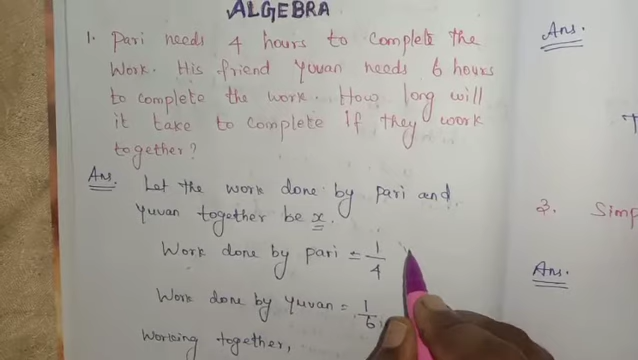 ALGEBRA
1. Pari needs 4 hours to complete the
work. His friend Yuvan needs 6 hours
to complete the work. How long will
it take to complete if they work
together?
Ans. Let the work done by pari and
yuvan together be x.
Work done by pari = 1/4
Work done by yuvan = 1/6
Working together,
Ans.
3. Simp
Ans.